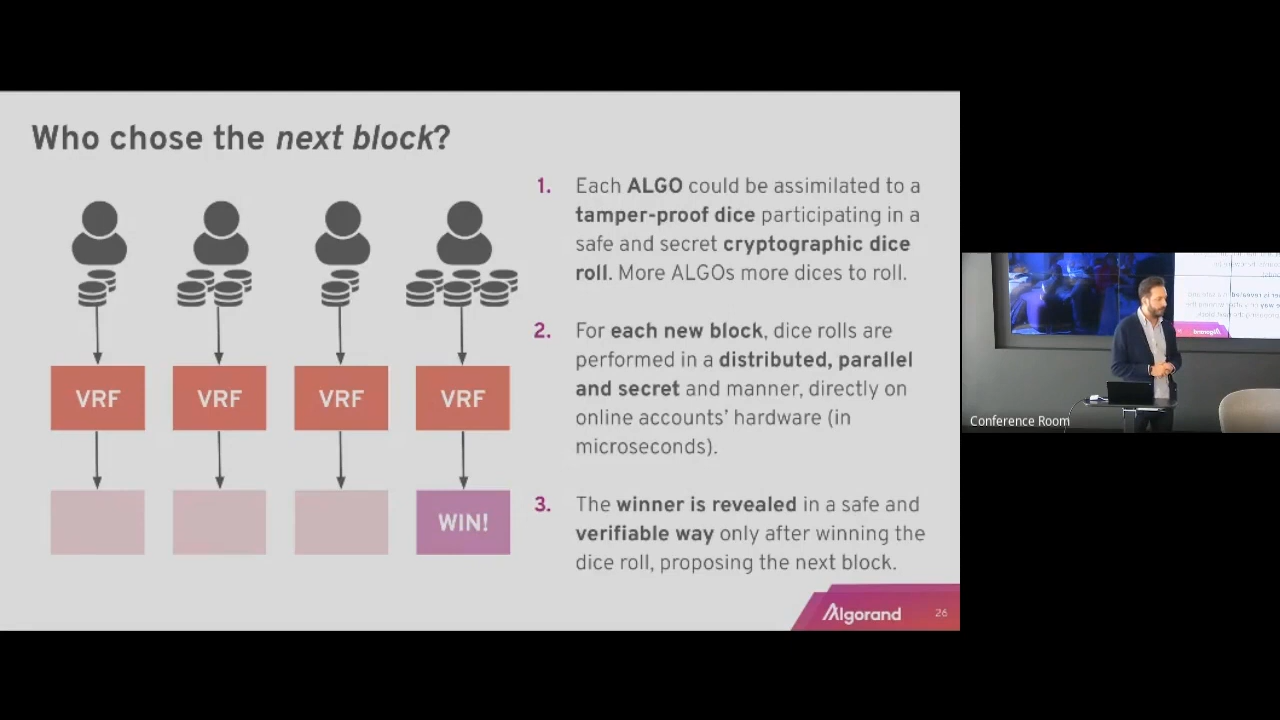 Who chose the next block?
1. Each ALGO could be assimilated to a
tamper-proof dice participating in a
safe and secret cryptographic dice
roll. More ALGOs more dices to roll.
2. For each new block, dice rolls are
performed in a distributed, parallel
and secret and manner, directly on
online accounts’ hardware (in
microseconds).
3. The winner is revealed in a safe and
verifiable way only after winning the
dice roll, proposing the next block.
VRF VRF VRF VRF
WIN!
Algorand 26
Conference Room